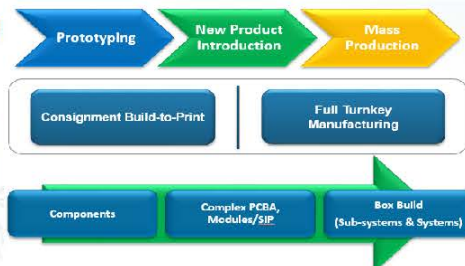 Prototyping
New Product
Introduction
Mass
Production
Consignment Build-to-Print
Full Turnkey
Manufacturing
Components
Complex PCBA,
Modules/SIP
Box Build
(Sub-systems & Systems)